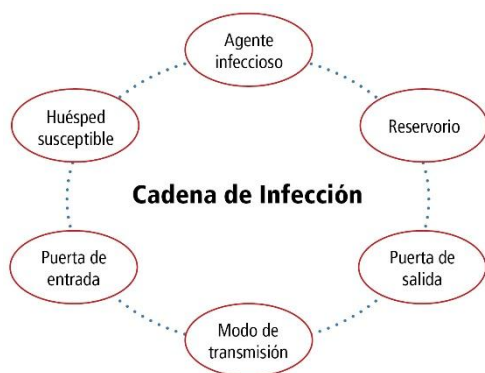 Agente
infeccioso
Huésped
susceptible
Reservorio
Cadena de Infección
Puerta de
entrada
Puerta de
salida
Modo de
transmisión